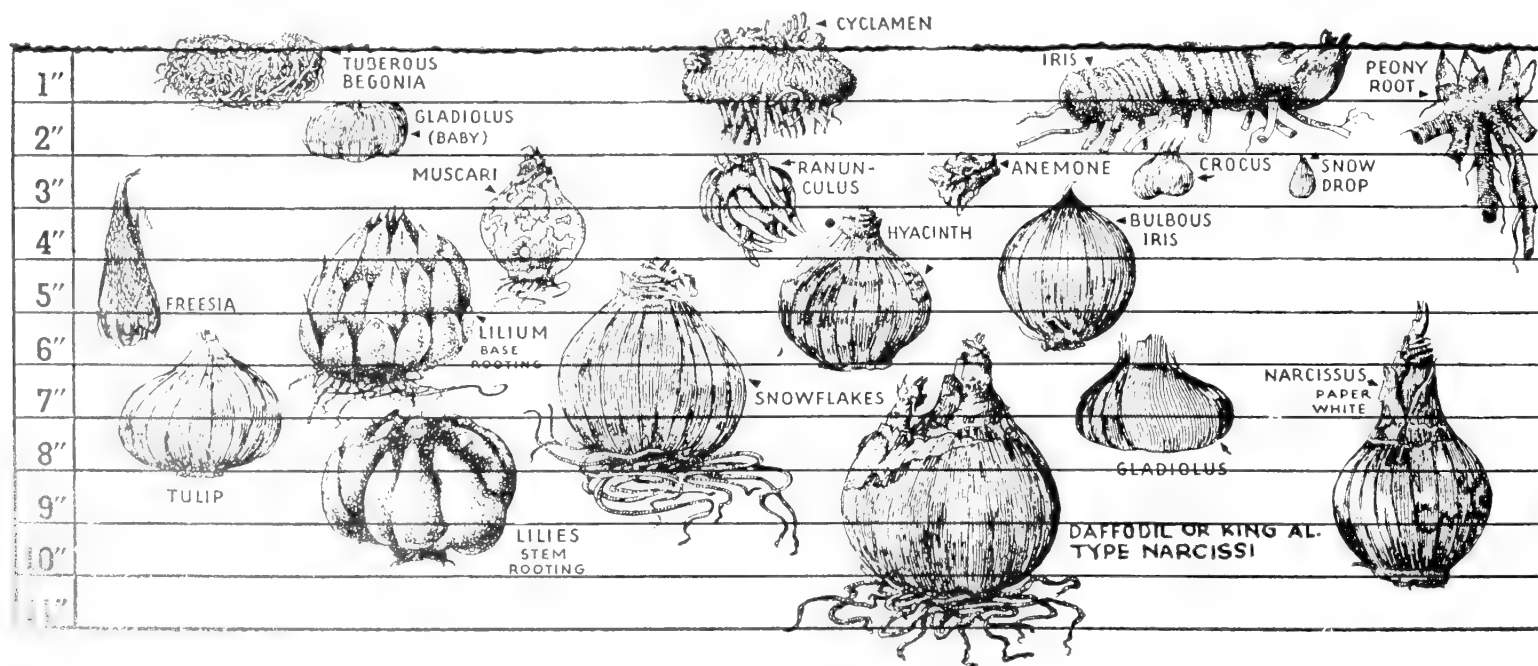 CYCLAMEN
1"
TUBEROUS
BEGONIA
IRIS
PEONY
ROOT
2"
GLADIOLUS
(BABY)
3"
MUSCARI
RANUN-
CULUS
ANEMONE
CROCUS
SNOW
DROP
4"
HYACINTH
BULBOUS
IRIS
5"
FREESIA
6"
LILIUM
BASE
ROOTING
7"
SNOWFLAKES
NARCISSUS
PAPER
WHITE
8"
TULIP
GLADIOLUS
9"
LILIES
STEM
ROOTING
DAFFODIL OR KING AL.
TYPE NARCISSI
10"